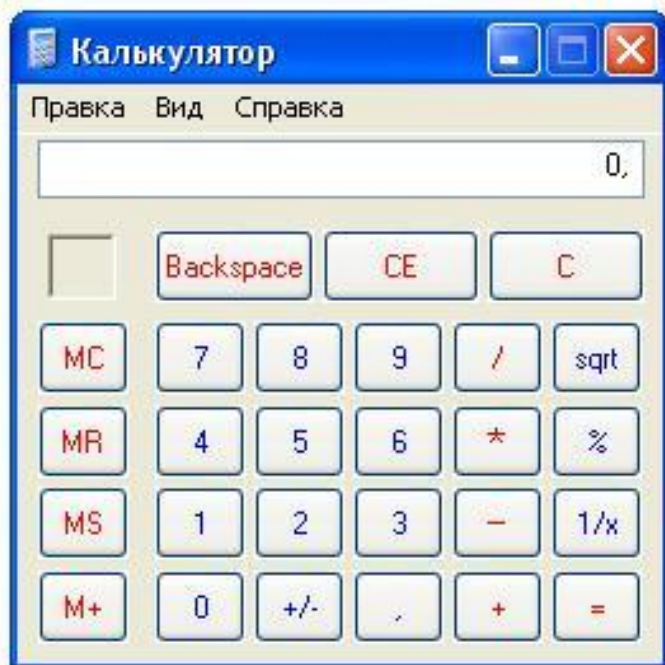 Калькулятор
Правка Вид Справка
0,
Backspace CE C
MC 7 8 9 / sqrt
MR 4 5 6 * %
MS 1 2 3 - 1/x
M+ 0 +/- , + =